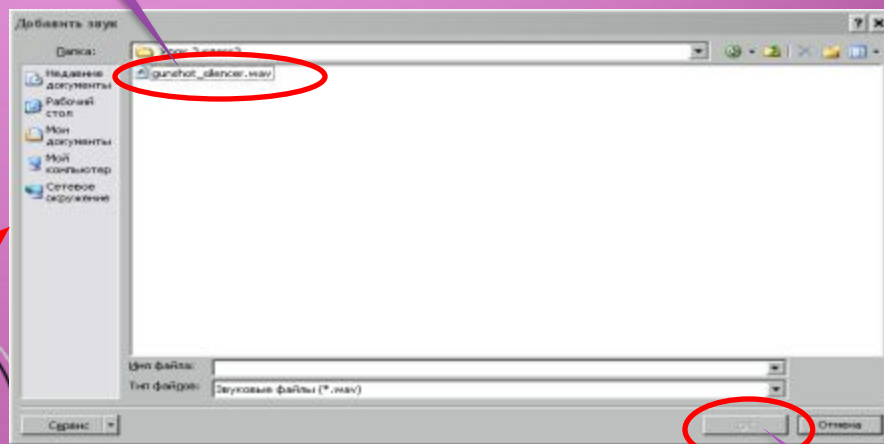 Добавить звук
Папка:
gunshot_silencer.wav
Недавние
документы
Рабочий
стол
Мои
документы
Мой
компьютер
Сетевое
окружение
Имя файла:
Тип файлов: Звуковые файлы (*.wav)
Сервис
Отмена